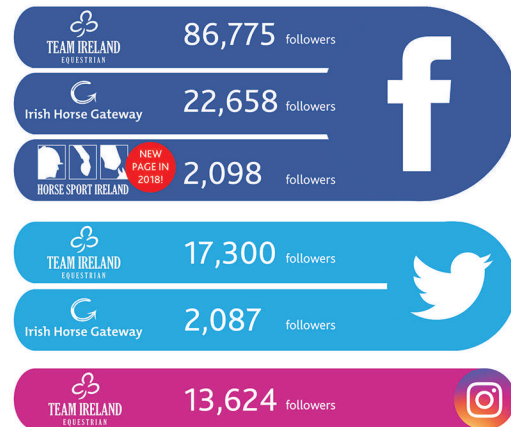 TEAM IRELAND
EQUESTRIAN
86,775 followers
Irish Horse Gateway
22,658 followers
HORSE SPORT IRELAND
NEW
PAGE IN
2018!
2,098 followers
TEAM IRELAND
EQUESTRIAN
17,300 followers
Irish Horse Gateway
2,087 followers
TEAM IRELAND
EQUESTRIAN
13,624 followers